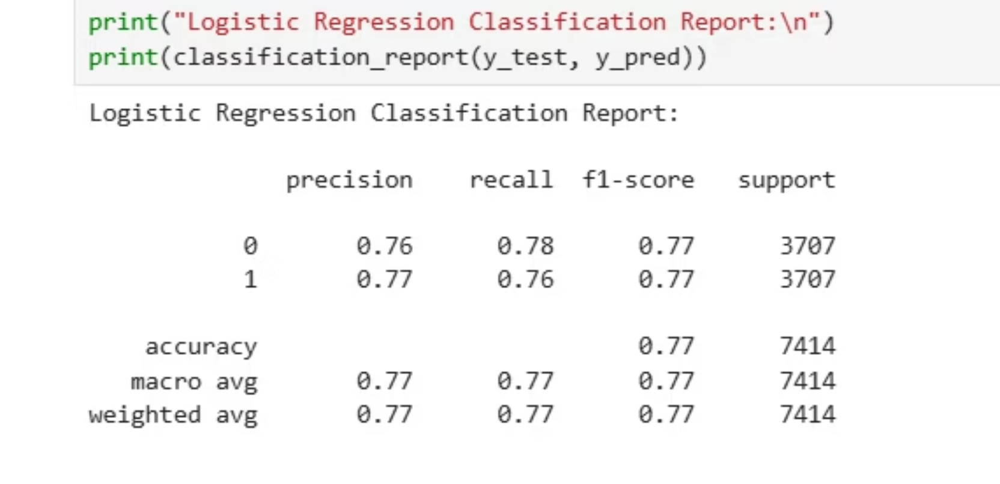 print("Logistic Regression Classification Report:\n")
print(classification_report(y_test, y_pred))
Logistic Regression Classification Report:
precision recall f1-score support
0 0.76 0.78 0.77 3707
1 0.77 0.76 0.77 3707
accuracy 0.77 7414
macro avg 0.77 0.77 0.77 7414
weighted avg 0.77 0.77 0.77 7414